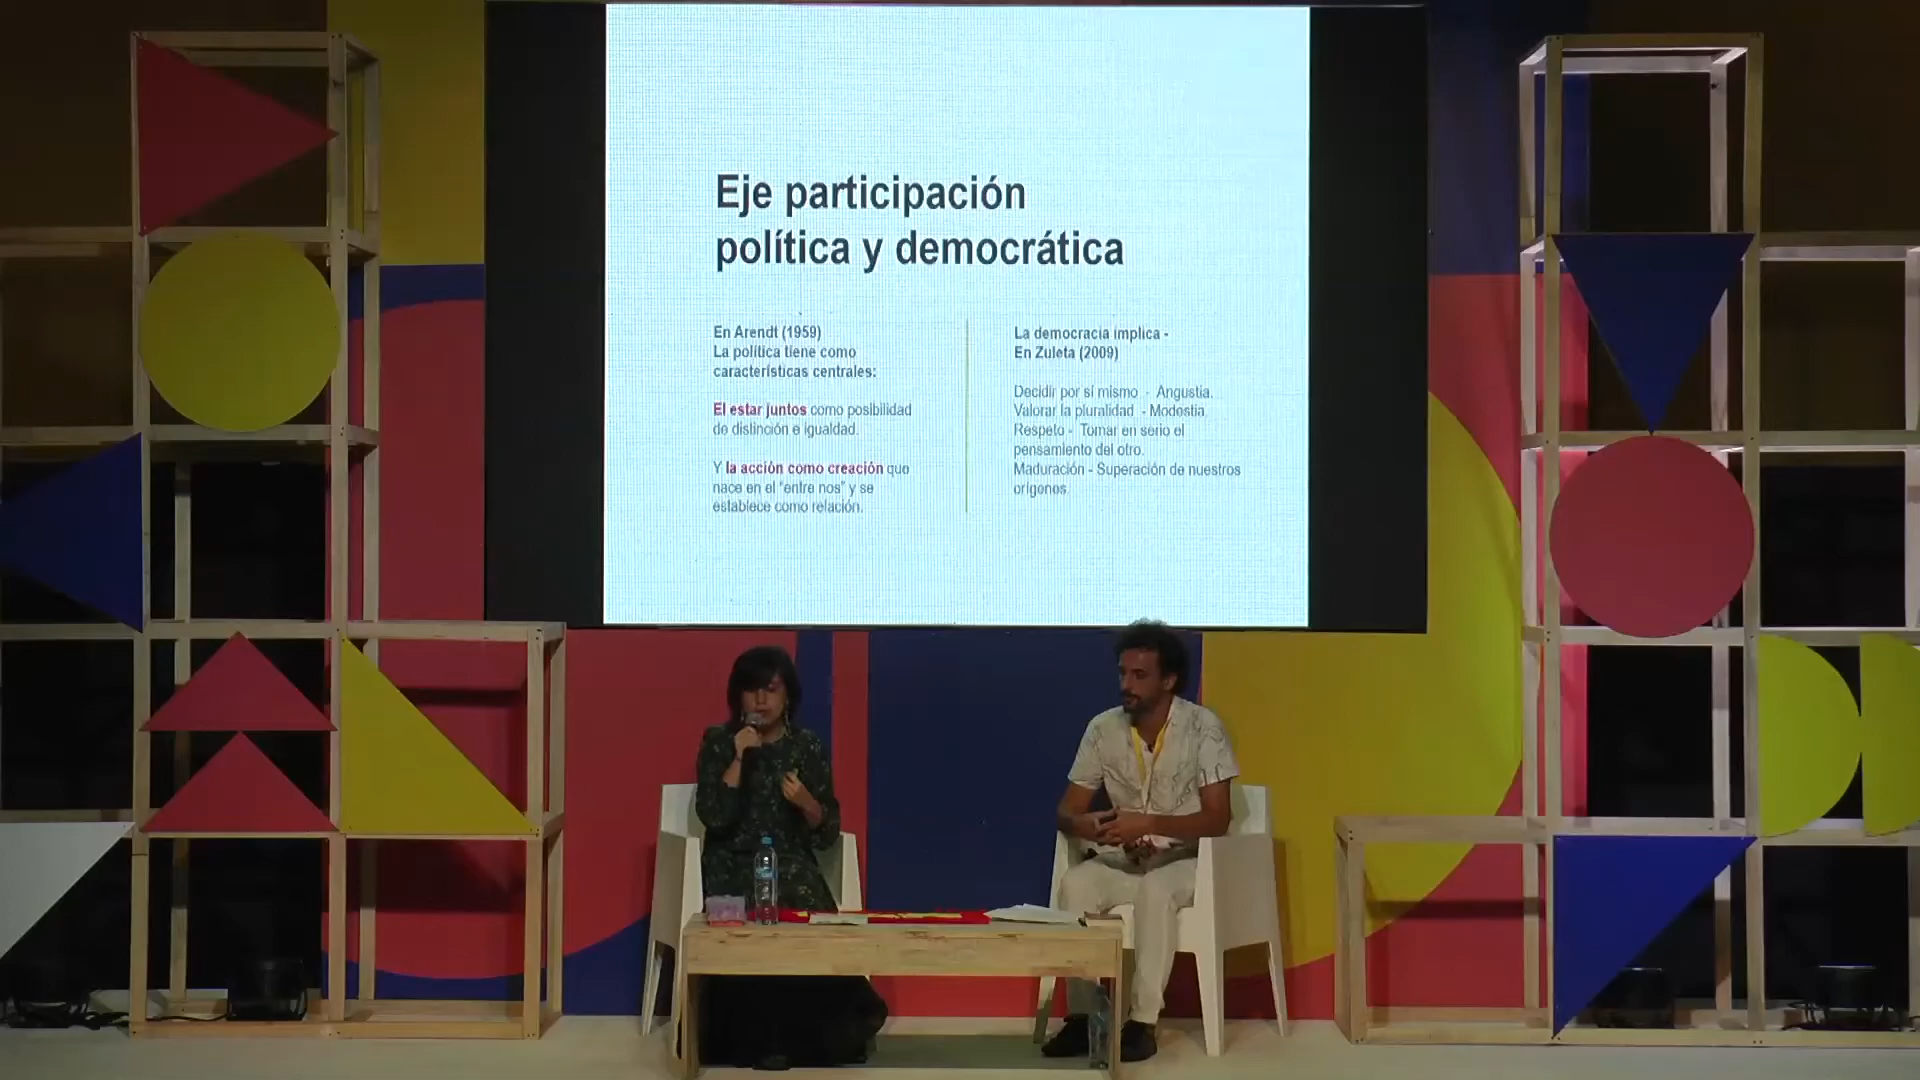 Eje participación
política y democrática
En Arendt (1959)
La política tiene como
características centrales:
El estar juntos como posibilidad
de distinción e igualdad.
Y la acción como creación que
nace en el "entre nos" y se
establece como relación.
La democracia implica -
En Zuleta (2009)
Decidir por sí mismo - Angustia.
Valorar la pluralidad - Modestia
Respeto - Tomar en serio el
pensamiento del otro.
Maduración - Superación de nuestros
orígenes